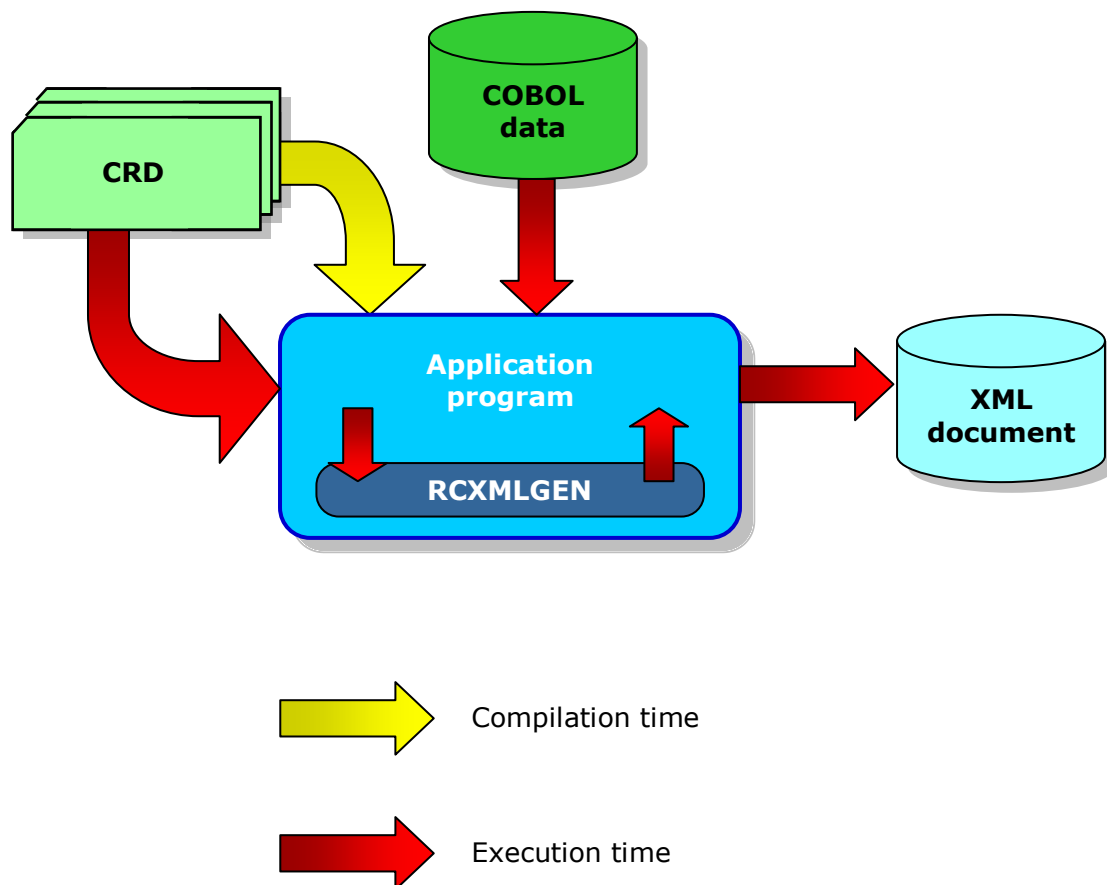 COBOL
data
CRD
Application
program
RCXMLGEN
XML
document
Compilation time
Execution time